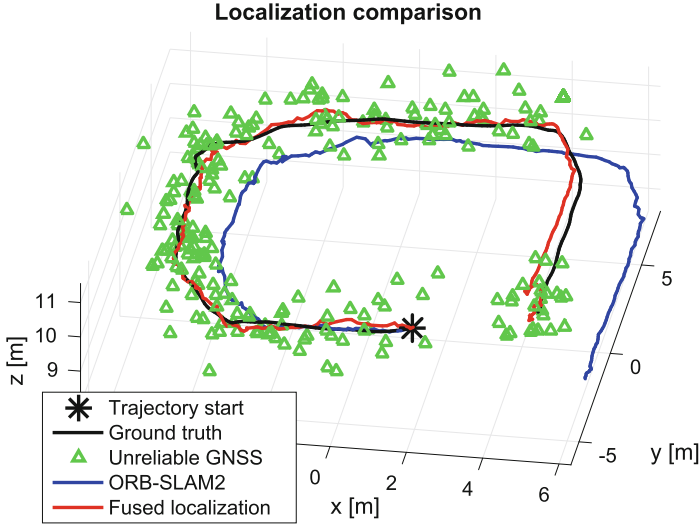 Localization comparison
11
10
9
z [m]
5
0
-5
y [m]
0
2
4
6
x [m]
Trajectory start
Ground truth
Unreliable GNSS
ORB-SLAM2
Fused localization